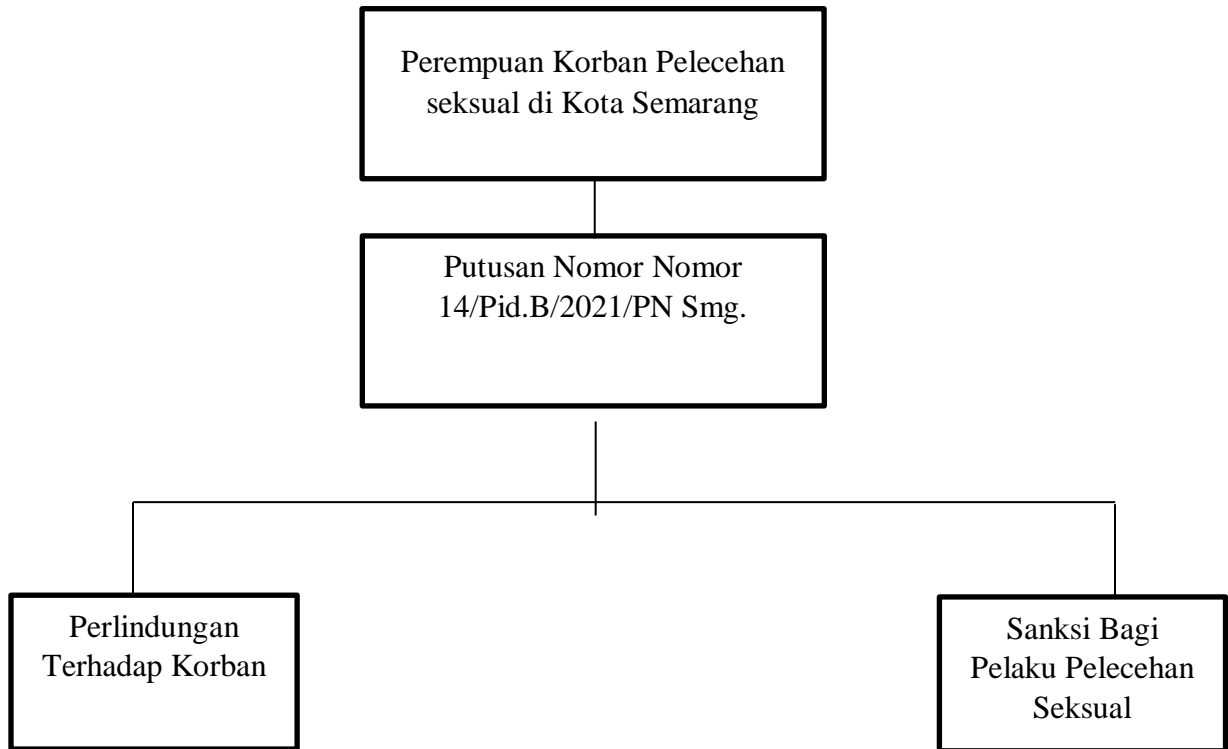 Perempuan Korban Pelecehan
seksual di Kota Semarang
Putusan Nomor Nomor
14/Pid.B/2021/PN Smg.
Perlindungan
Terhadap Korban
Sanksi Bagi
Pelaku Pelecehan
Seksual